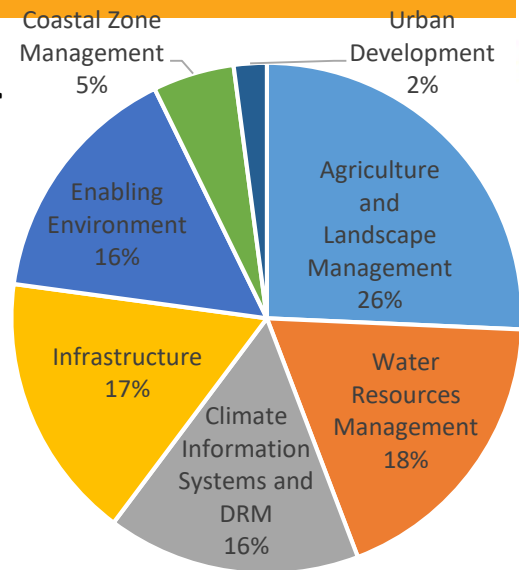 Coastal Zone
Management
5%
Urban
Development
2%
Agriculture
and
Landscape
Management
26%
Water
Resources
Management
18%
Climate
Information
Systems and
DRM
16%
Infrastructure
17%
Enabling
Environment
16%